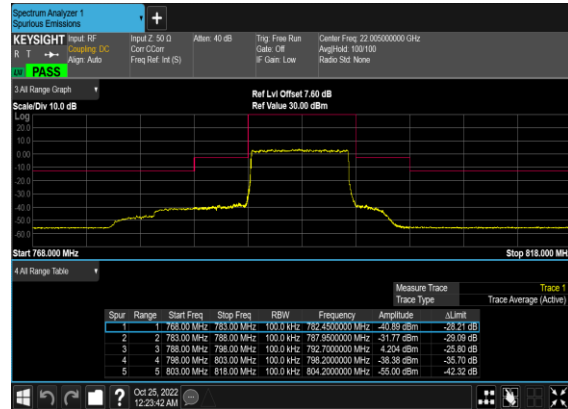 Spectrum Analyzer 1
Spurious Emissions
+
KEYSIGHT Input: RF Input Z: 50 Ω Atten: 40 dB Trig: Free Run Center Freq: 22.005000000 GHz
R T Coupling: DC Corr CCorr Gate: Off Avg|Hold: 100/100
Align: Auto Freq Ref: Int (S) IF Gain: Low Radio Std: None
PASS
3 All Range Graph
Ref Lvl Offset 7.60 dB
Scale/Div 10.0 dB Ref Value 30.00 dBm
Log
20.0
10.0
0.00
-10.0
-20.0
-30.0
-40.0
-50.0
-60.0
Start 768.000 MHz Stop 818.000 MH
4 All Range Table
Measure Trace Trace 1
Trace Type Trace Average (Active)
Spur Range Start Freq Stop Freq RBW Frequency Amplitude ΔLimit
1 1 768.00 MHz 783.00 MHz 100.0 kHz 782.4500000 MHz -40.89 dBm -28.21 dB
2 2 783.00 MHz 788.00 MHz 100.0 kHz 787.9500000 MHz -31.77 dBm -29.09 dB
3 3 788.00 MHz 798.00 MHz 100.0 kHz 792.7000000 MHz 4.204 dBm -25.80 dB
4 4 798.00 MHz 803.00 MHz 100.0 kHz 798.2000000 MHz -38.38 dBm -35.70 dB
5 5 803.00 MHz 818.00 MHz 100.0 kHz 804.2000000 MHz -55.00 dBm -42.32 dB
? Oct 25, 2022
12:23:42 AM